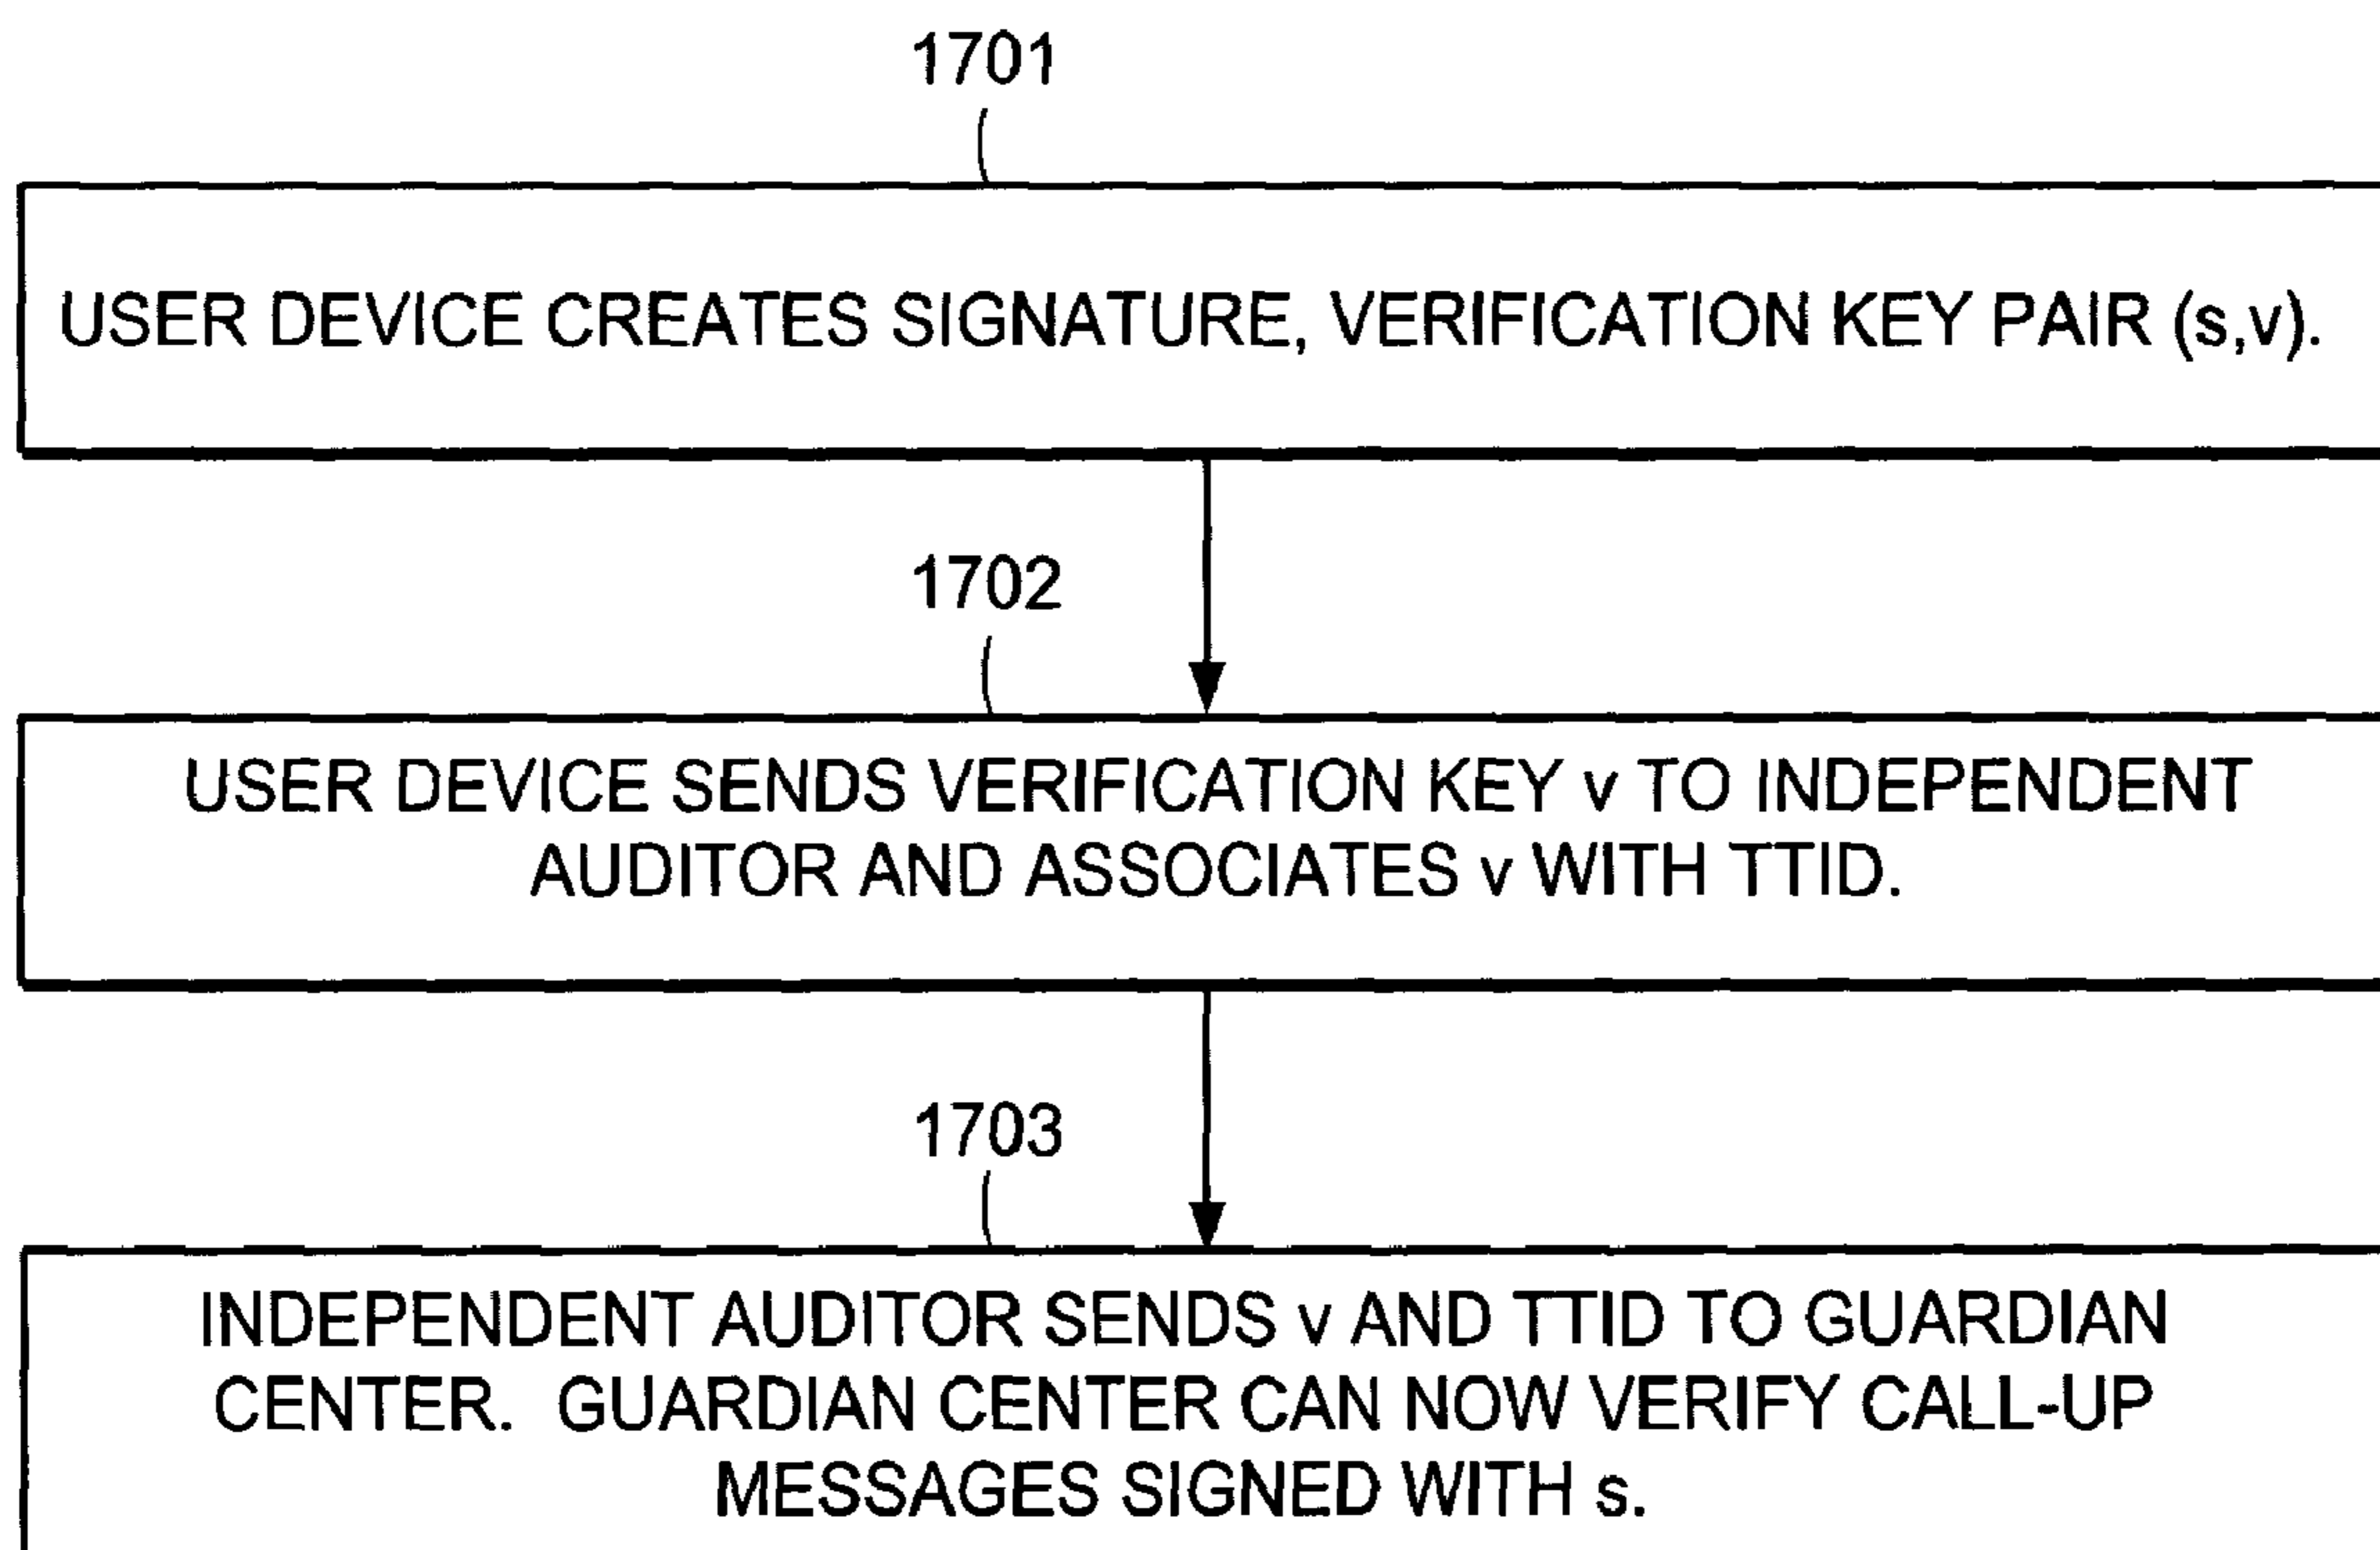 1701
USER DEVICE CREATES SIGNATURE, VERIFICATION KEY PAIR (s,v).
1702
USER DEVICE SENDS VERIFICATION KEY v TO INDEPENDENT
AUDITOR AND ASSOCIATES v WITH TTID.
1703
INDEPENDENT AUDITOR SENDS v AND TTID TO GUARDIAN
CENTER. GUARDIAN CENTER CAN NOW VERIFY CALL-UP
MESSAGES SIGNED WITH s.